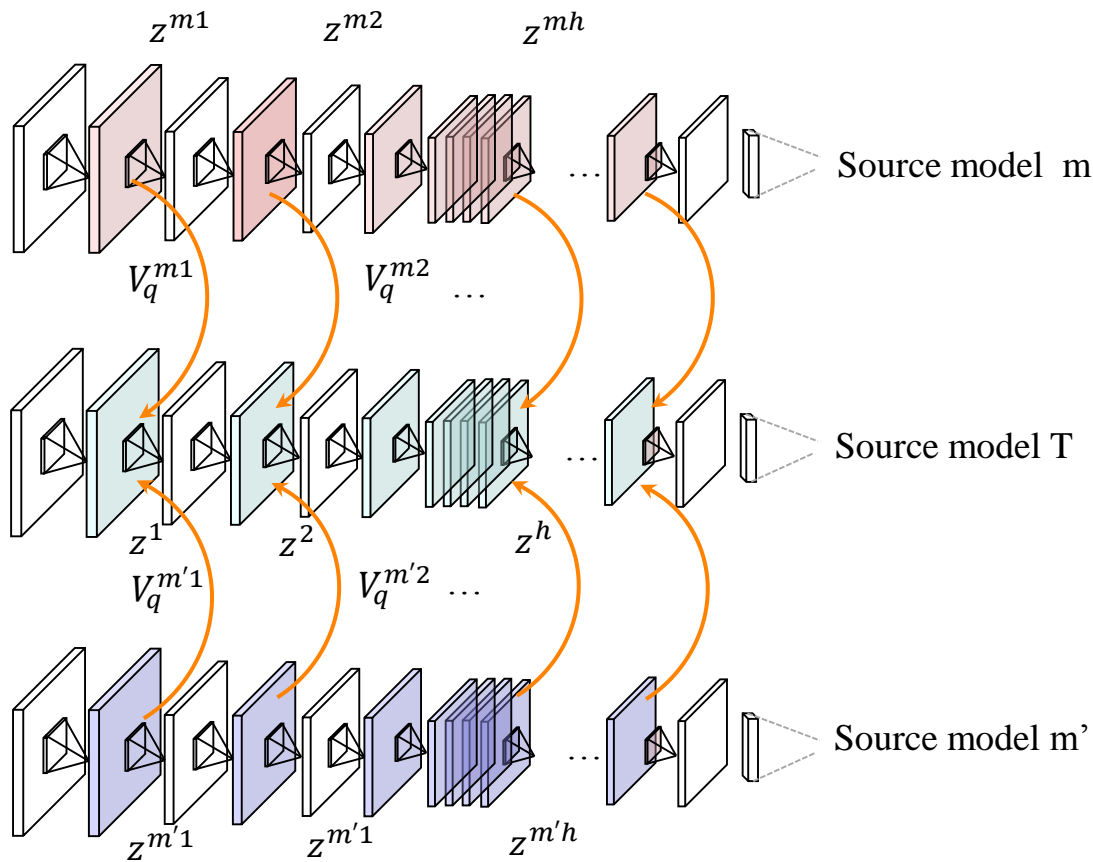 z^{m1} z^{m2} z^{mh}
… Source model m
V_q^{m1} V_q^{m2} …
… Source model T
z^1 z^2 z^h
V_q^{m'1} V_q^{m'2} …
… Source model m’
z^{m'1} z^{m'1} z^{m'h}